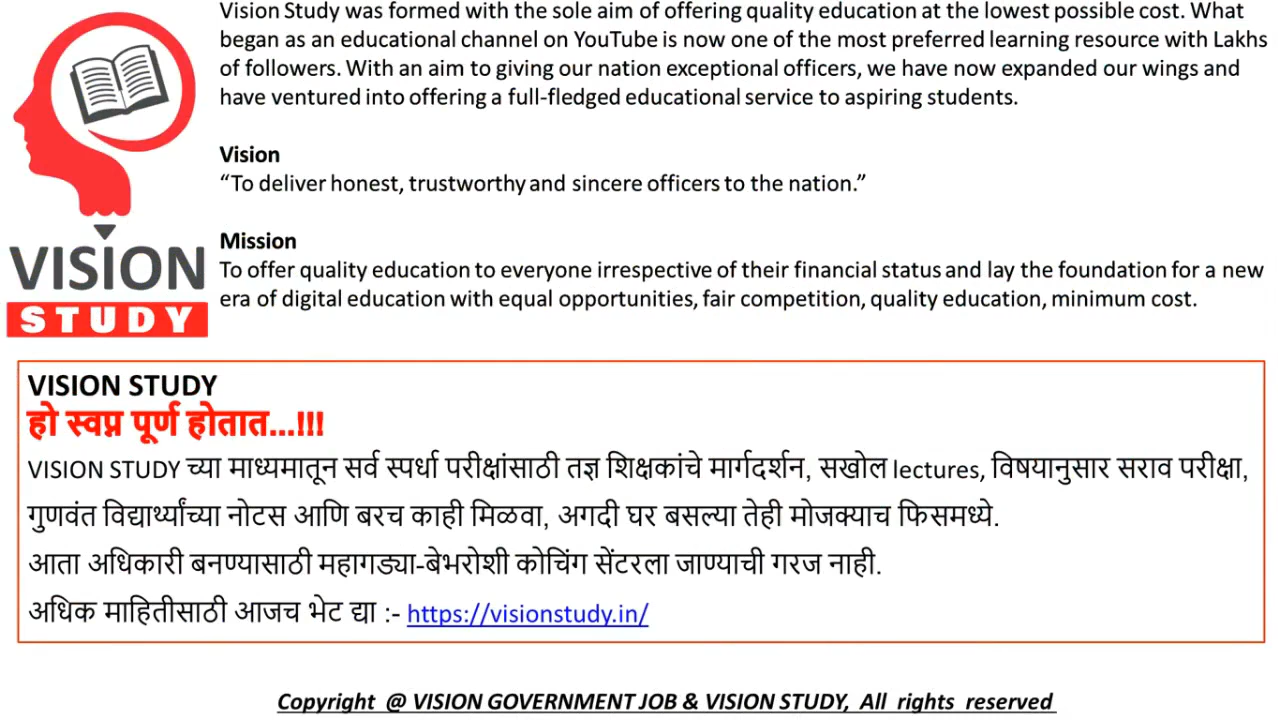 Vision Study was formed with the sole aim of offering quality education at the lowest possible cost. What
began as an educational channel on YouTube is now one of the most preferred learning resource with Lakhs
of followers. With an aim to giving our nation exceptional officers, we have now expanded our wings and
have ventured into offering a full-fledged educational service to aspiring students.
Vision
“To deliver honest, trustworthy and sincere officers to the nation.”
Mission
To offer quality education to everyone irrespective of their financial status and lay the foundation for a new
era of digital education with equal opportunities, fair competition, quality education, minimum cost.
VISION
STUDY
VISION STUDY
हो स्वप्न पूर्ण होतात...!!!
VISION STUDY च्या माध्यमातून सर्व स्पर्धा परीक्षांसाठी तज्ञ शिक्षकांचे मार्गदर्शन, सखोल lectures, विषयानुसार सराव परीक्षा,
गुणवंत विद्यार्थ्यांच्या नोटस आणि बरच काही मिळवा, अगदी घर बसल्या तेही मोजक्याच फिसमध्ये.
आता अधिकारी बनण्यासाठी महागड्या-बेभरोशी कोचिंग सेंटरला जाण्याची गरज नाही.
अधिक माहितीसाठी आजच भेट द्या :- https://visionstudy.in/
Copyright @ VISION GOVERNMENT JOB & VISION STUDY, All rights reserved